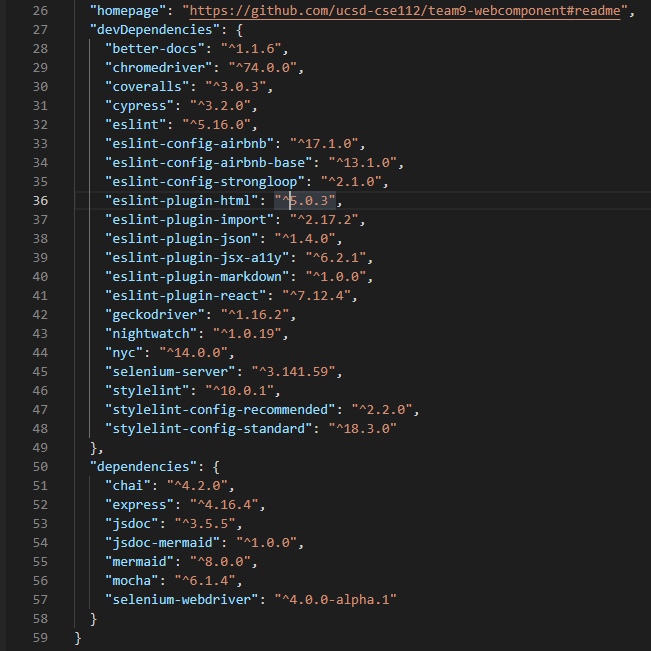 26 "homepage": "https://github.com/ucsd-cse112/team9-webcomponent#readme",
27 "devDependencies": {
28 "better-docs": "^1.1.6",
29 "chromedriver": "^74.0.0",
30 "coveralls": "^3.0.3",
31 "cypress": "^3.2.0",
32 "eslint": "^5.16.0",
33 "eslint-config-airbnb": "^17.1.0",
34 "eslint-config-airbnb-base": "^13.1.0",
35 "eslint-config-strongloop": "^2.1.0",
36 "eslint-plugin-html": "^5.0.3",
37 "eslint-plugin-import": "^2.17.2",
38 "eslint-plugin-json": "^1.4.0",
39 "eslint-plugin-jsx-a11y": "^6.2.1",
40 "eslint-plugin-markdown": "^1.0.0",
41 "eslint-plugin-react": "^7.12.4",
42 "geckodriver": "^1.16.2",
43 "nightwatch": "^1.0.19",
44 "nyc": "^14.0.0",
45 "selenium-server": "^3.141.59",
46 "stylelint": "^10.0.1",
47 "stylelint-config-recommended": "^2.2.0",
48 "stylelint-config-standard": "^18.3.0"
49 },
50 "dependencies": {
51 "chai": "^4.2.0",
52 "express": "^4.16.4",
53 "jsdoc": "^3.5.5",
54 "jsdoc-mermaid": "^1.0.0",
55 "mermaid": "^8.0.0",
56 "mocha": "^6.1.4",
57 "selenium-webdriver": "^4.0.0-alpha.1"
58 }
59 }